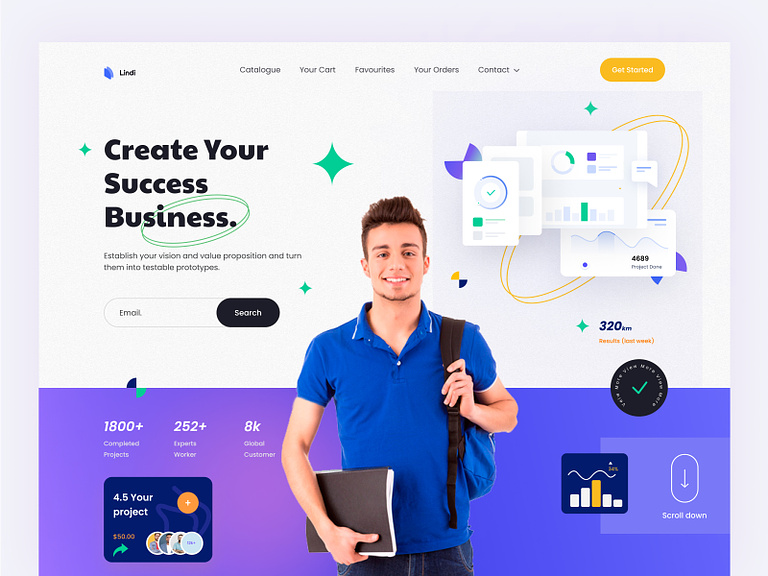 Lindi
Catalogue
Your Cart
Favourites
Your Orders
Contact
Get Started
Create Your
Success
Business.
Establish your vision and value proposition and turn
them into testable prototypes.
Email.
Search
4689
Project Done
320km
Results (last week)
View More View More View More
1800+
Completed
Projects
252+
Experts
Worker
8k
Global
Customer
4.5 Your
project
+
$50.00
34%
Scroll down